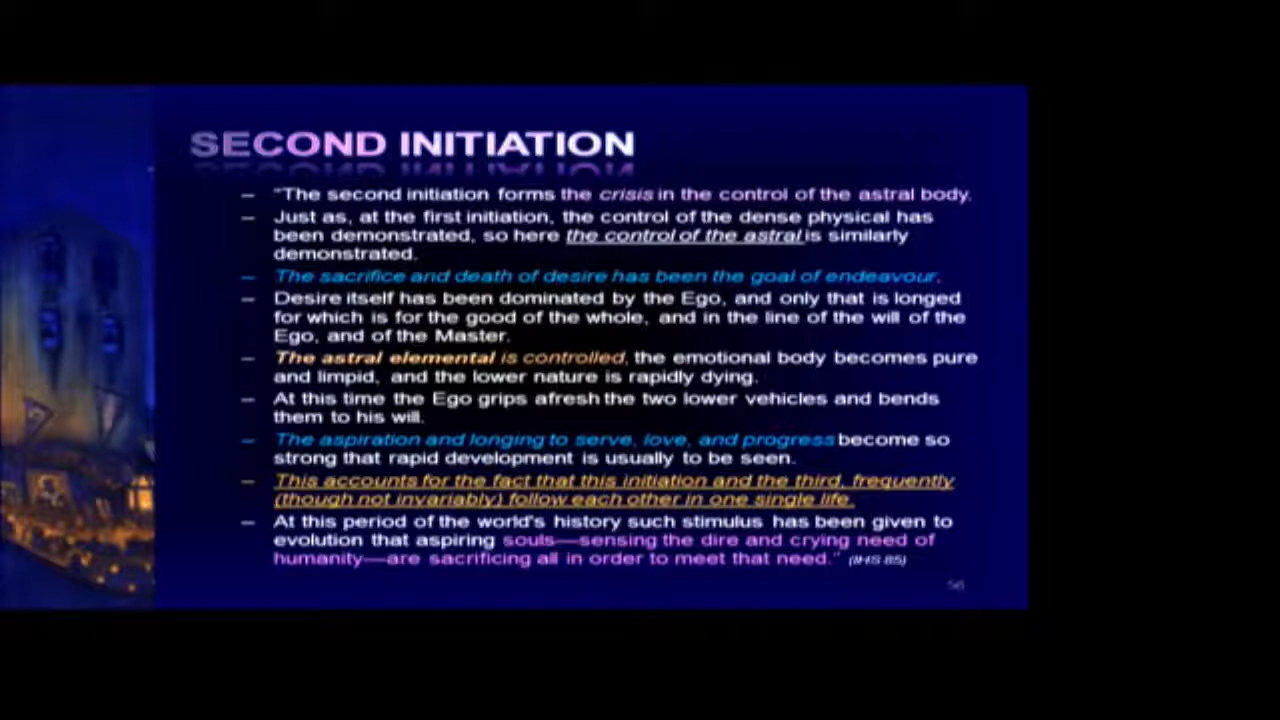 SECOND INITIATION
– "The second initiation forms the crisis in the control of the astral body.
– Just as, at the first initiation, the control of the dense physical has
been demonstrated, so here the control of the astral is similarly
demonstrated.
– The sacrifice and death of desire has been the goal of endeavour.
– Desire itself has been dominated by the Ego, and only that is longed
for which is for the good of the whole, and in the line of the will of the
Ego, and of the Master.
– The astral elemental is controlled, the emotional body becomes pure
and limpid, and the lower nature is rapidly dying.
– At this time the Ego grips afresh the two lower vehicles and bends
them to his will.
– The aspiration and longing to serve, love, and progress become so
strong that rapid development is usually to be seen.
– This accounts for the fact that this initiation and the third, frequently
(though not invariably) follow each other in one single life.
– At this period of the world's history such stimulus has been given to
evolution that aspiring souls—sensing the dire and crying need of
humanity—are sacrificing all in order to meet that need." (IHS 85)
56